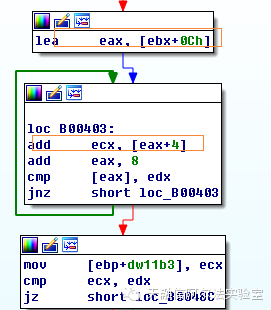 lea     eax, [ebx+0Ch]
loc_B00403:
add     ecx, [eax+4]
add     eax, 8
cmp     [eax], edx
jnz     short loc_B00403
mov     [ebp+dw11b3], ecx
cmp     ecx, edx
jz      short loc_B0048C